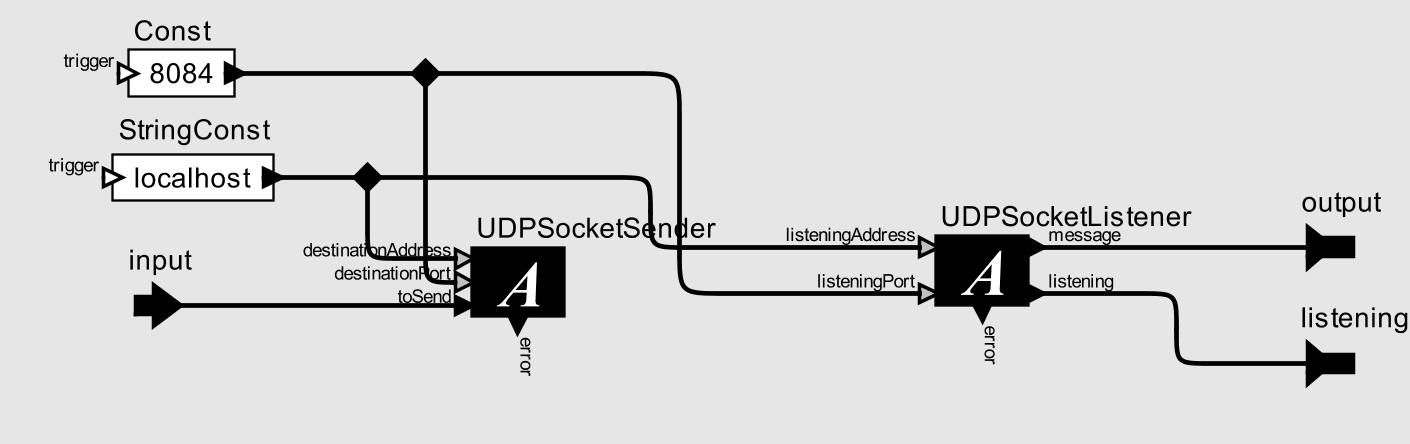 Const
trigger
8084
StringConst
trigger
localhost
UDPSocketSender
destinationAddress
destinationPort
toSend
A
error
input
UDPSocketListener
listeningAddress
listeningPort
A
message
listening
error
output
listening